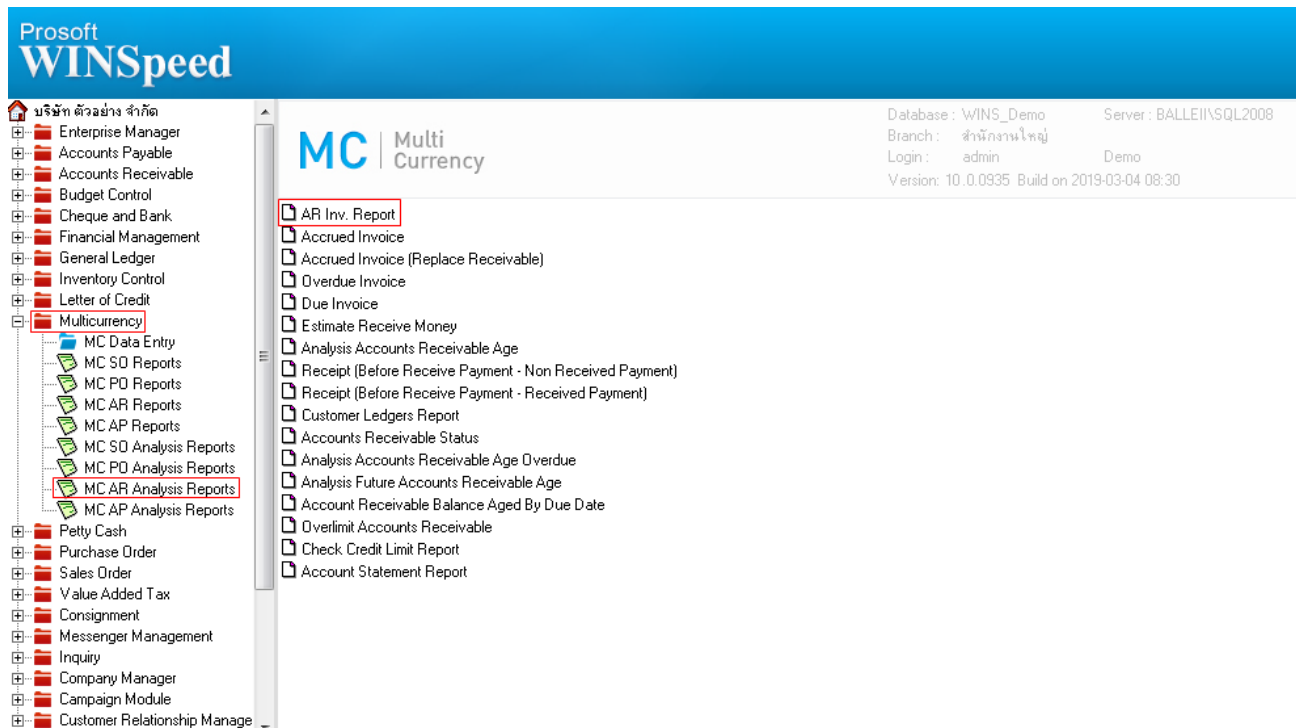 Prosoft
WINSpeed
บริษัท ตัวอย่าง จำกัด
Enterprise Manager
Accounts Payable
Accounts Receivable
Budget Control
Cheque and Bank
Financial Management
General Ledger
Inventory Control
Letter of Credit
Multicurrency
MC Data Entry
MC SO Reports
MC PO Reports
MC AR Reports
MC AP Reports
MC SO Analysis Reports
MC PO Analysis Reports
MC AR Analysis Reports
MC AP Analysis Reports
Petty Cash
Purchase Order
Sales Order
Value Added Tax
Consignment
Messenger Management
Inquiry
Company Manager
Campaign Module
Customer Relationship Manage
MC Multi Currency
Database : WINS_Demo Server : BALLEII\SQL2008
Branch : สำนักงานใหญ่
Login : admin Demo
Version: 10.0.0935 Build on 2019-03-04 08:30
AR Inv. Report
Accrued Invoice
Accrued Invoice (Replace Receivable)
Overdue Invoice
Due Invoice
Estimate Receive Money
Analysis Accounts Receivable Age
Receipt (Before Receive Payment - Non Received Payment)
Receipt (Before Receive Payment - Received Payment)
Customer Ledgers Report
Accounts Receivable Status
Analysis Accounts Receivable Age Overdue
Analysis Future Accounts Receivable Age
Account Receivable Balance Aged By Due Date
Overlimit Accounts Receivable
Check Credit Limit Report
Account Statement Report